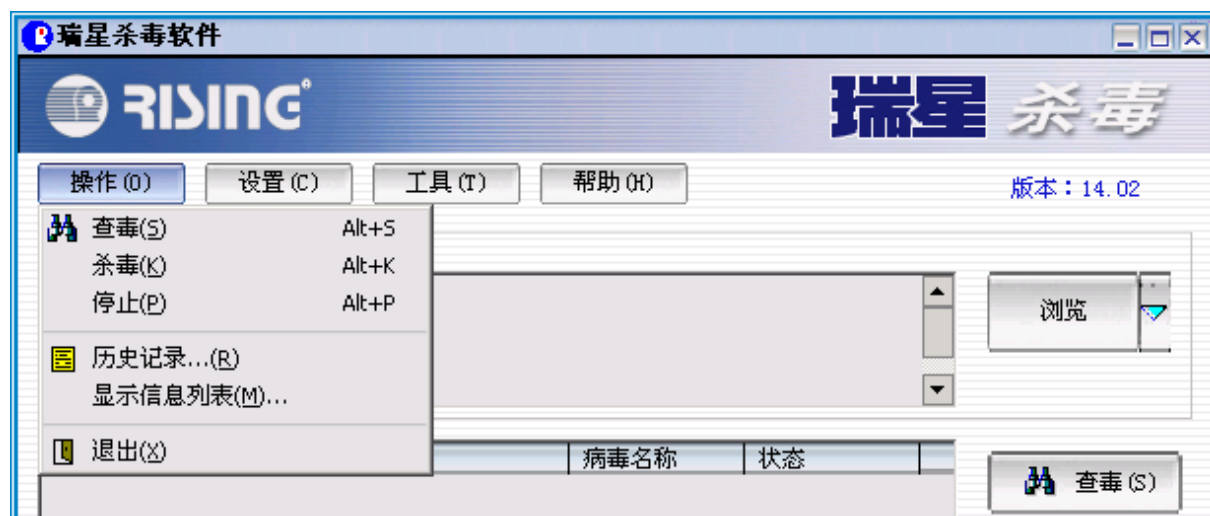 瑞星杀毒软件
RISING® 瑞星 杀毒
操作(O) 设置(C) 工具(T) 帮助(H) 版本：14.02
查毒(S) Alt+S
杀毒(K) Alt+K
停止(P) Alt+P
浏览
历史记录...(R)
显示信息列表(M)...
退出(X)
病毒名称 状态
查毒(S)